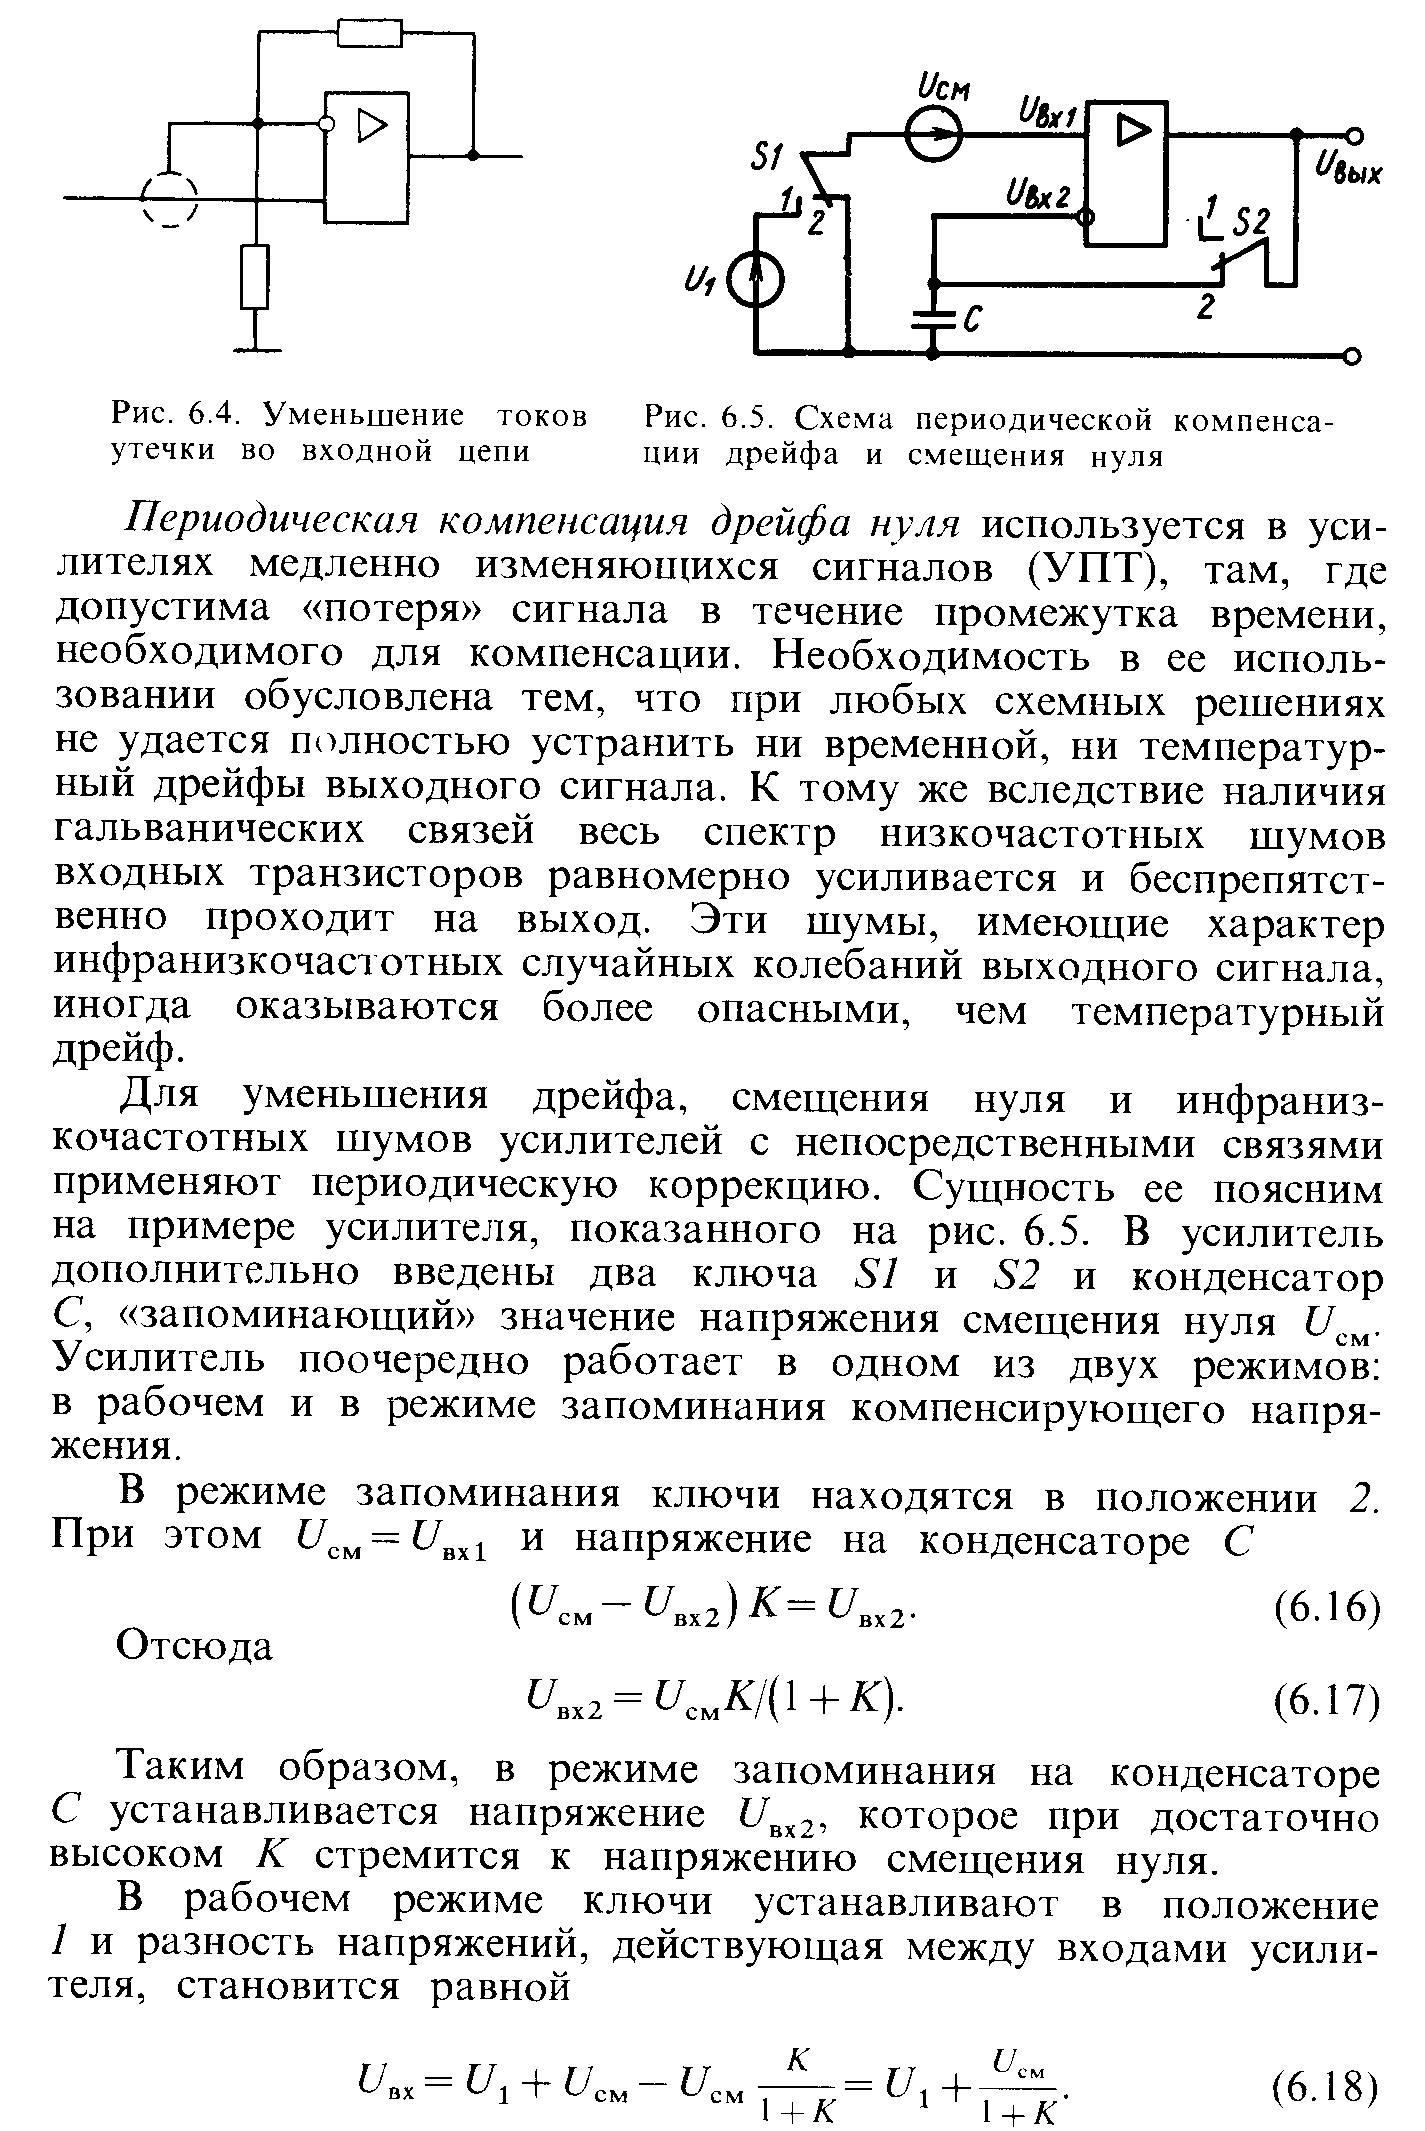 Uсм
Uвх1
S1
Uвых
Uвх2
1
1
S2
2
U1
2
C
Рис. 6.4. Уменьшение токов
утечки во входной цепи
Рис. 6.5. Схема периодической компенса-
ции дрейфа и смещения нуля
Периодическая компенсация дрейфа нуля используется в уси-
лителях медленно изменяющихся сигналов (УПТ), там, где
допустима «потеря» сигнала в течение промежутка времени,
необходимого для компенсации. Необходимость в ее исполь-
зовании обусловлена тем, что при любых схемных решениях
не удается полностью устранить ни временной, ни температур-
ный дрейфы выходного сигнала. К тому же вследствие наличия
гальванических связей весь спектр низкочастотных шумов
входных транзисторов равномерно усиливается и беспрепятст-
венно проходит на выход. Эти шумы, имеющие характер
инфранизкочастотных случайных колебаний выходного сигнала,
иногда оказываются более опасными, чем температурный
дрейф.
Для уменьшения дрейфа, смещения нуля и инфраниз-
кочастотных шумов усилителей с непосредственными связями
применяют периодическую коррекцию. Сущность ее поясним
на примере усилителя, показанного на рис. 6.5. В усилитель
дополнительно введены два ключа S1 и S2 и конденсатор
C, «запоминающий» значение напряжения смещения нуля Uсм.
Усилитель поочередно работает в одном из двух режимов:
в рабочем и в режиме запоминания компенсирующего напря-
жения.
В режиме запоминания ключи находятся в положении 2.
При этом Uсм = Uвх1 и напряжение на конденсаторе C
(Uсм − Uвх2) K = Uвх2. (6.16)
Отсюда
Uвх2 = UсмK/(1 + K). (6.17)
Таким образом, в режиме запоминания на конденсаторе
C устанавливается напряжение Uвх2, которое при достаточно
высоком K стремится к напряжению смещения нуля.
В рабочем режиме ключи устанавливают в положение
1 и разность напряжений, действующая между входами усили-
теля, становится равной
Uвх = U1 + Uсм − Uсм K/(1 + K) = U1 + Uсм/(1 + K). (6.18)